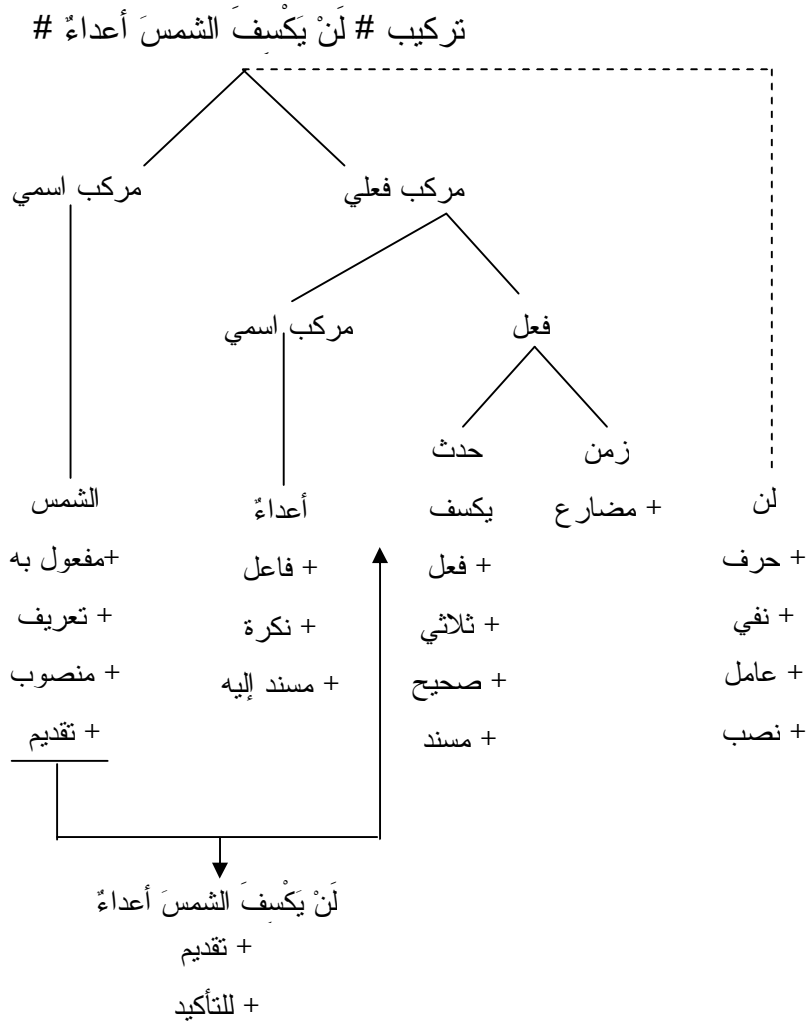 تركيب # لَنْ يَكْسِفَ الشمسَ أعداءٌ #
مركب فعلي
مركب اسمي
فعل
مركب اسمي
زمن
حدث
لن
+ مضارع
يكسف
أعداءٌ
الشمس
+ حرف
+ فعل
+ فاعل
+مفعول به
+ نفي
+ ثلاثي
+ نكرة
+ تعريف
+ عامل
+ صحيح
+ مسند إليه
+ منصوب
+ نصب
+ مسند
+ تقديم
لَنْ يَكْسِفَ الشمسَ أعداءٌ
+ تقديم
+ للتأكيد